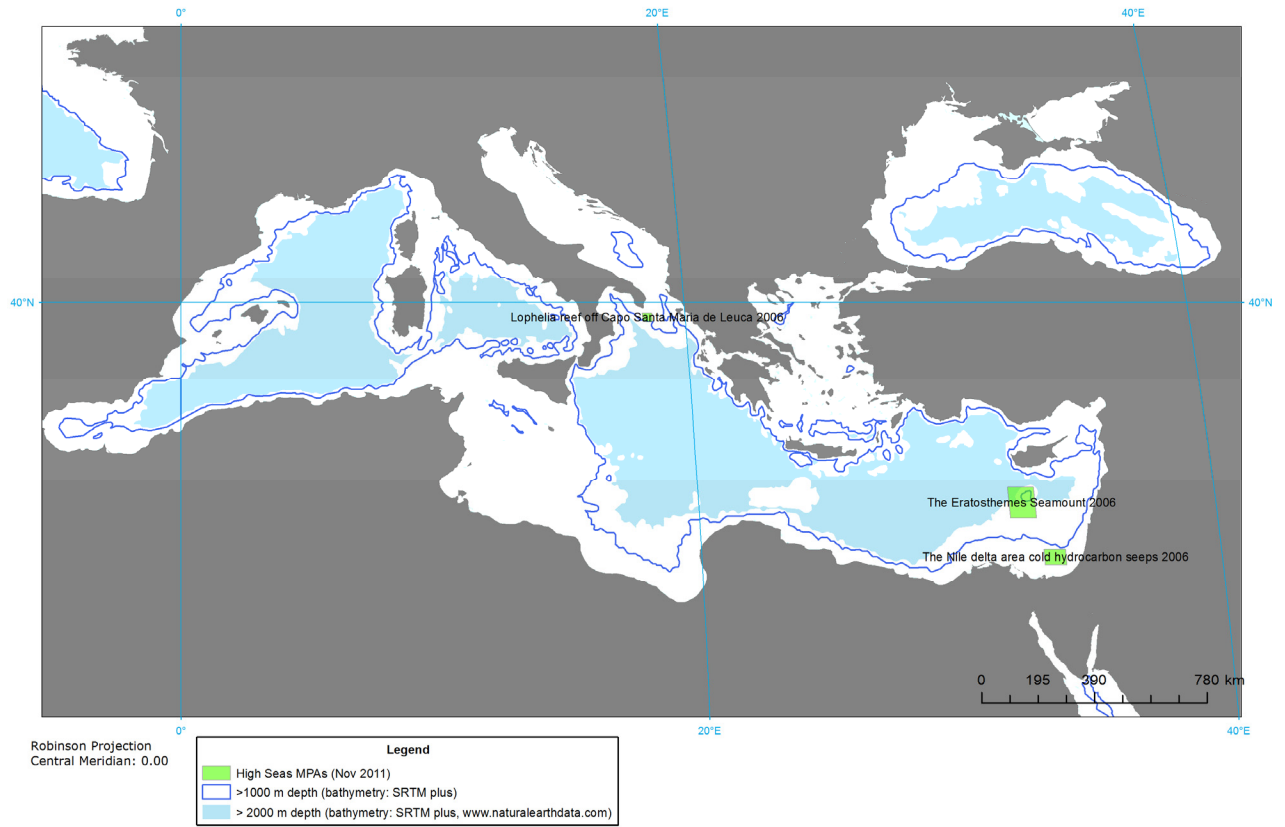 0° 20°E 40°E
40°N 40°N
Lophelia reef off Capo Santa Maria de Leuca 2006
The Eratosthemes Seamount 2006
The Nile delta area cold hydrocarbon seeps 2006
0 195 390 780 km
0° 20°E 40°E
Robinson Projection
Central Meridian: 0.00
Legend
High Seas MPAs (Nov 2011)
>1000 m depth (bathymetry: SRTM plus)
> 2000 m depth (bathymetry: SRTM plus, www.naturalearthdata.com)